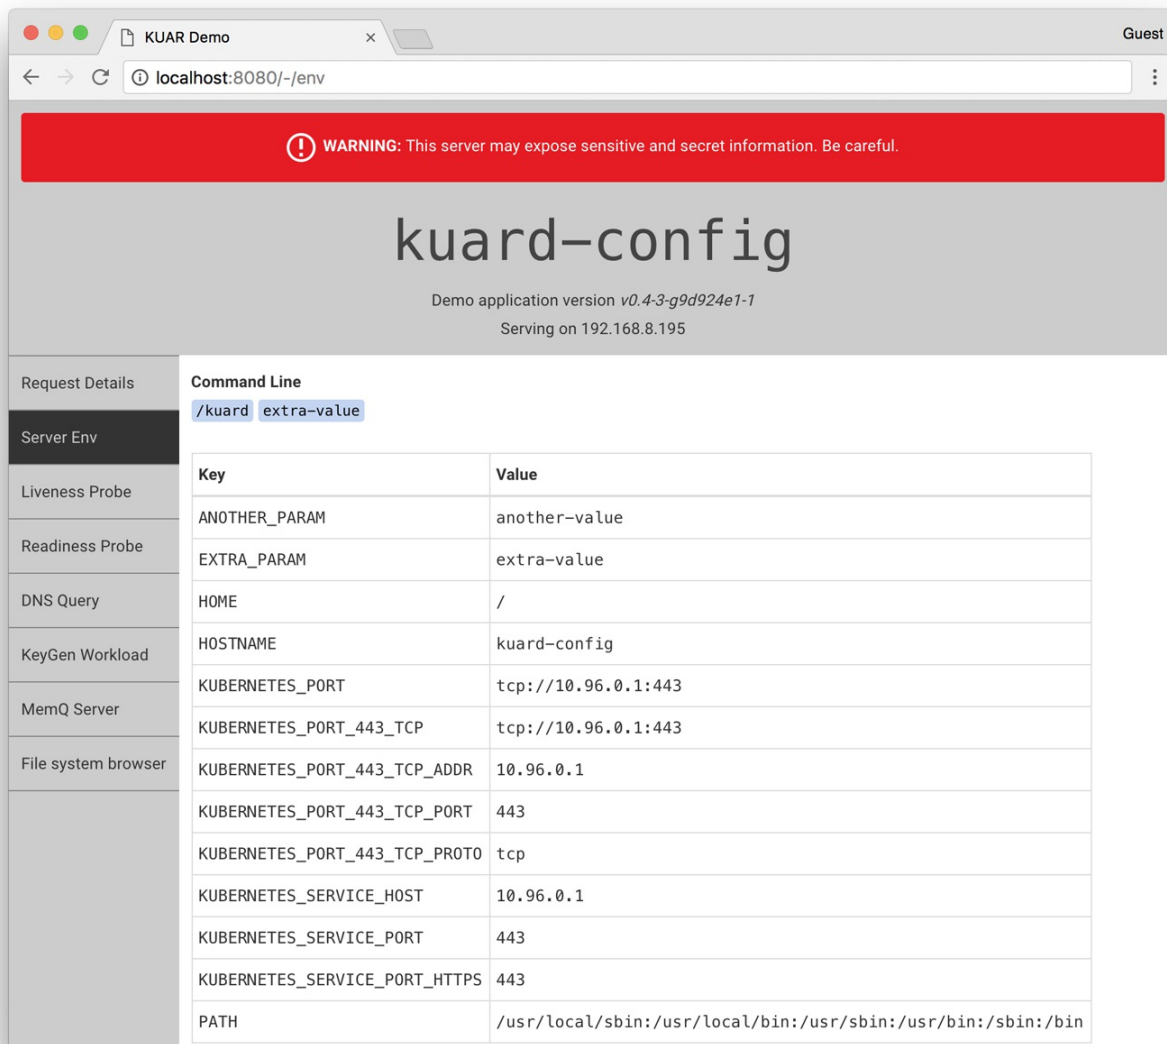 KUAR Demo
Guest
localhost:8080/-/env
WARNING: This server may expose sensitive and secret information. Be careful.
kuard-config
Demo application version v0.4-3-g9d924e1-1
Serving on 192.168.8.195
Request Details
Server Env
Liveness Probe
Readiness Probe
DNS Query
KeyGen Workload
MemQ Server
File system browser
Command Line
/kuard extra-value
Key Value
ANOTHER_PARAM another-value
EXTRA_PARAM extra-value
HOME /
HOSTNAME kuard-config
KUBERNETES_PORT tcp://10.96.0.1:443
KUBERNETES_PORT_443_TCP tcp://10.96.0.1:443
KUBERNETES_PORT_443_TCP_ADDR 10.96.0.1
KUBERNETES_PORT_443_TCP_PORT 443
KUBERNETES_PORT_443_TCP_PROTO tcp
KUBERNETES_SERVICE_HOST 10.96.0.1
KUBERNETES_SERVICE_PORT 443
KUBERNETES_SERVICE_PORT_HTTPS 443
PATH /usr/local/sbin:/usr/local/bin:/usr/sbin:/usr/bin:/sbin:/bin